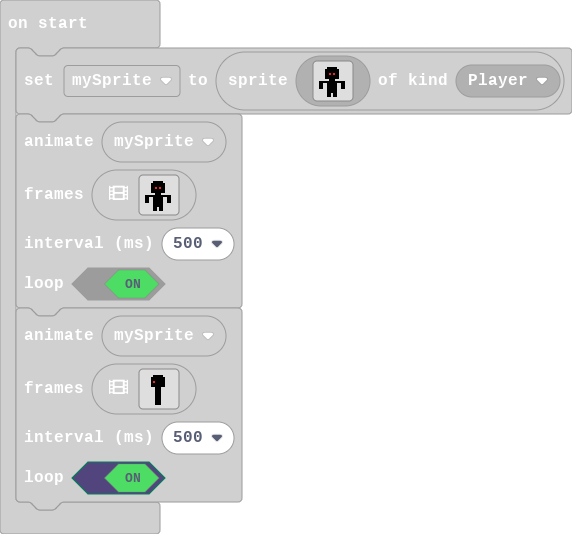 on start
set mySprite to sprite of kind Player
animate mySprite
frames
interval (ms) 500
loop ON
animate mySprite
frames
interval (ms) 500
loop ON